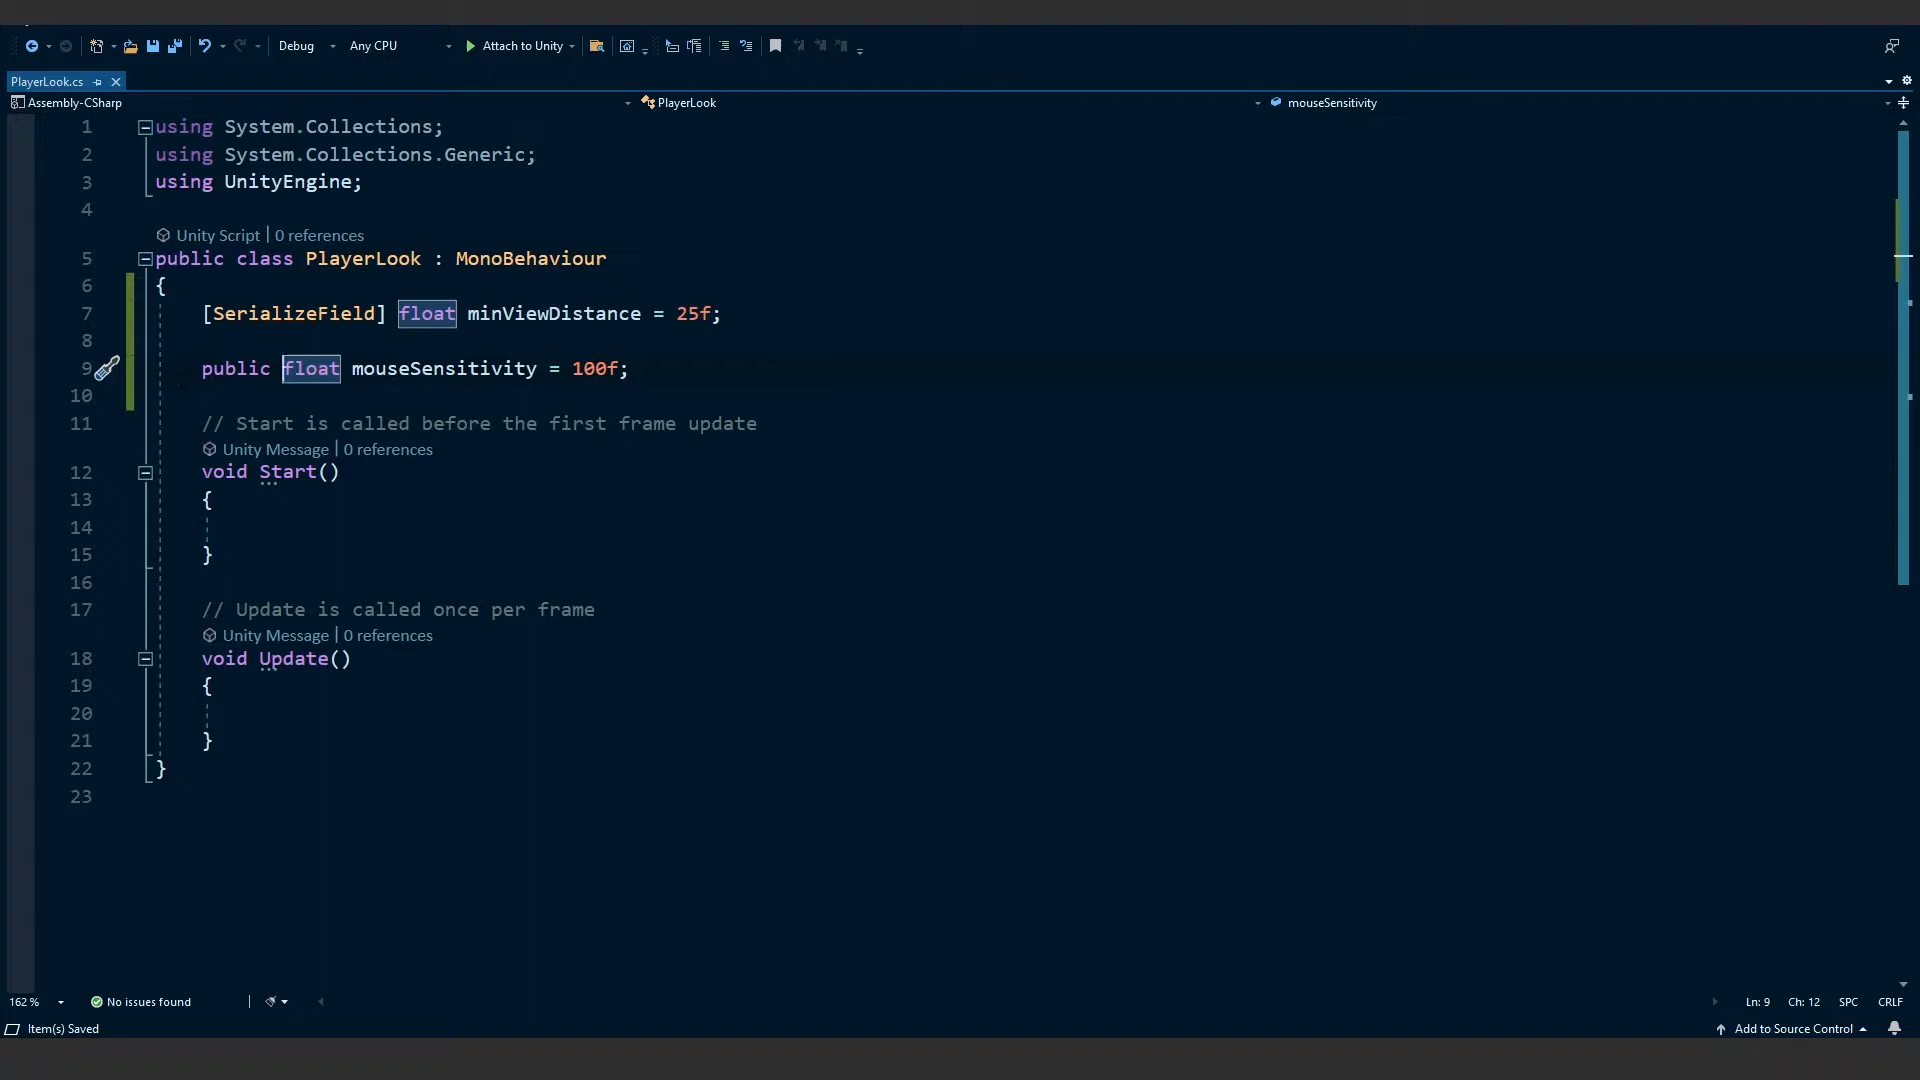 Debug Any CPU Attach to Unity
PlayerLook.cs
Assembly-CSharp PlayerLook mouseSensitivity
1 using System.Collections;
2 using System.Collections.Generic;
3 using UnityEngine;
4
Unity Script | 0 references
5 public class PlayerLook : MonoBehaviour
6 {
7 [SerializeField] float minViewDistance = 25f;
8
9 public float mouseSensitivity = 100f;
10
11 // Start is called before the first frame update
Unity Message | 0 references
12 void Start()
13 {
14
15 }
16
17 // Update is called once per frame
Unity Message | 0 references
18 void Update()
19 {
20
21 }
22 }
23
162 % No issues found Ln: 9 Ch: 12 SPC CRLF
Item(s) Saved Add to Source Control